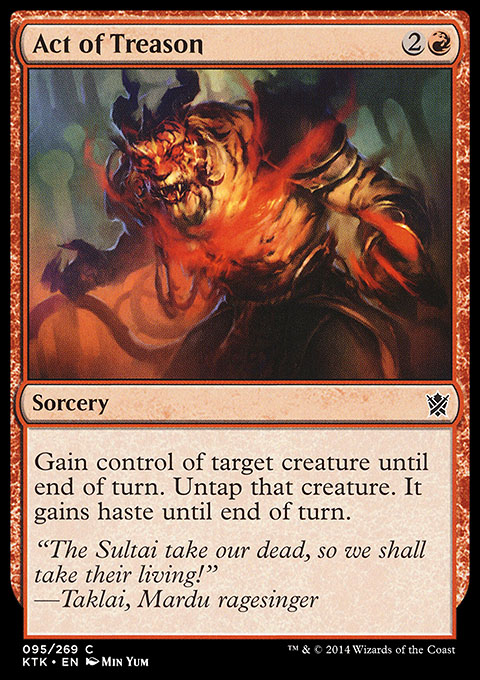 Act of Treason 2
Sorcery
Gain control of target creature until
end of turn. Untap that creature. It
gains haste until end of turn.
“The Sultai take our dead, so we shall
take their living!”
—Taklai, Mardu ragesinger
095/269 C
KTK • EN Min Yum
™ & © 2014 Wizards of the Coast